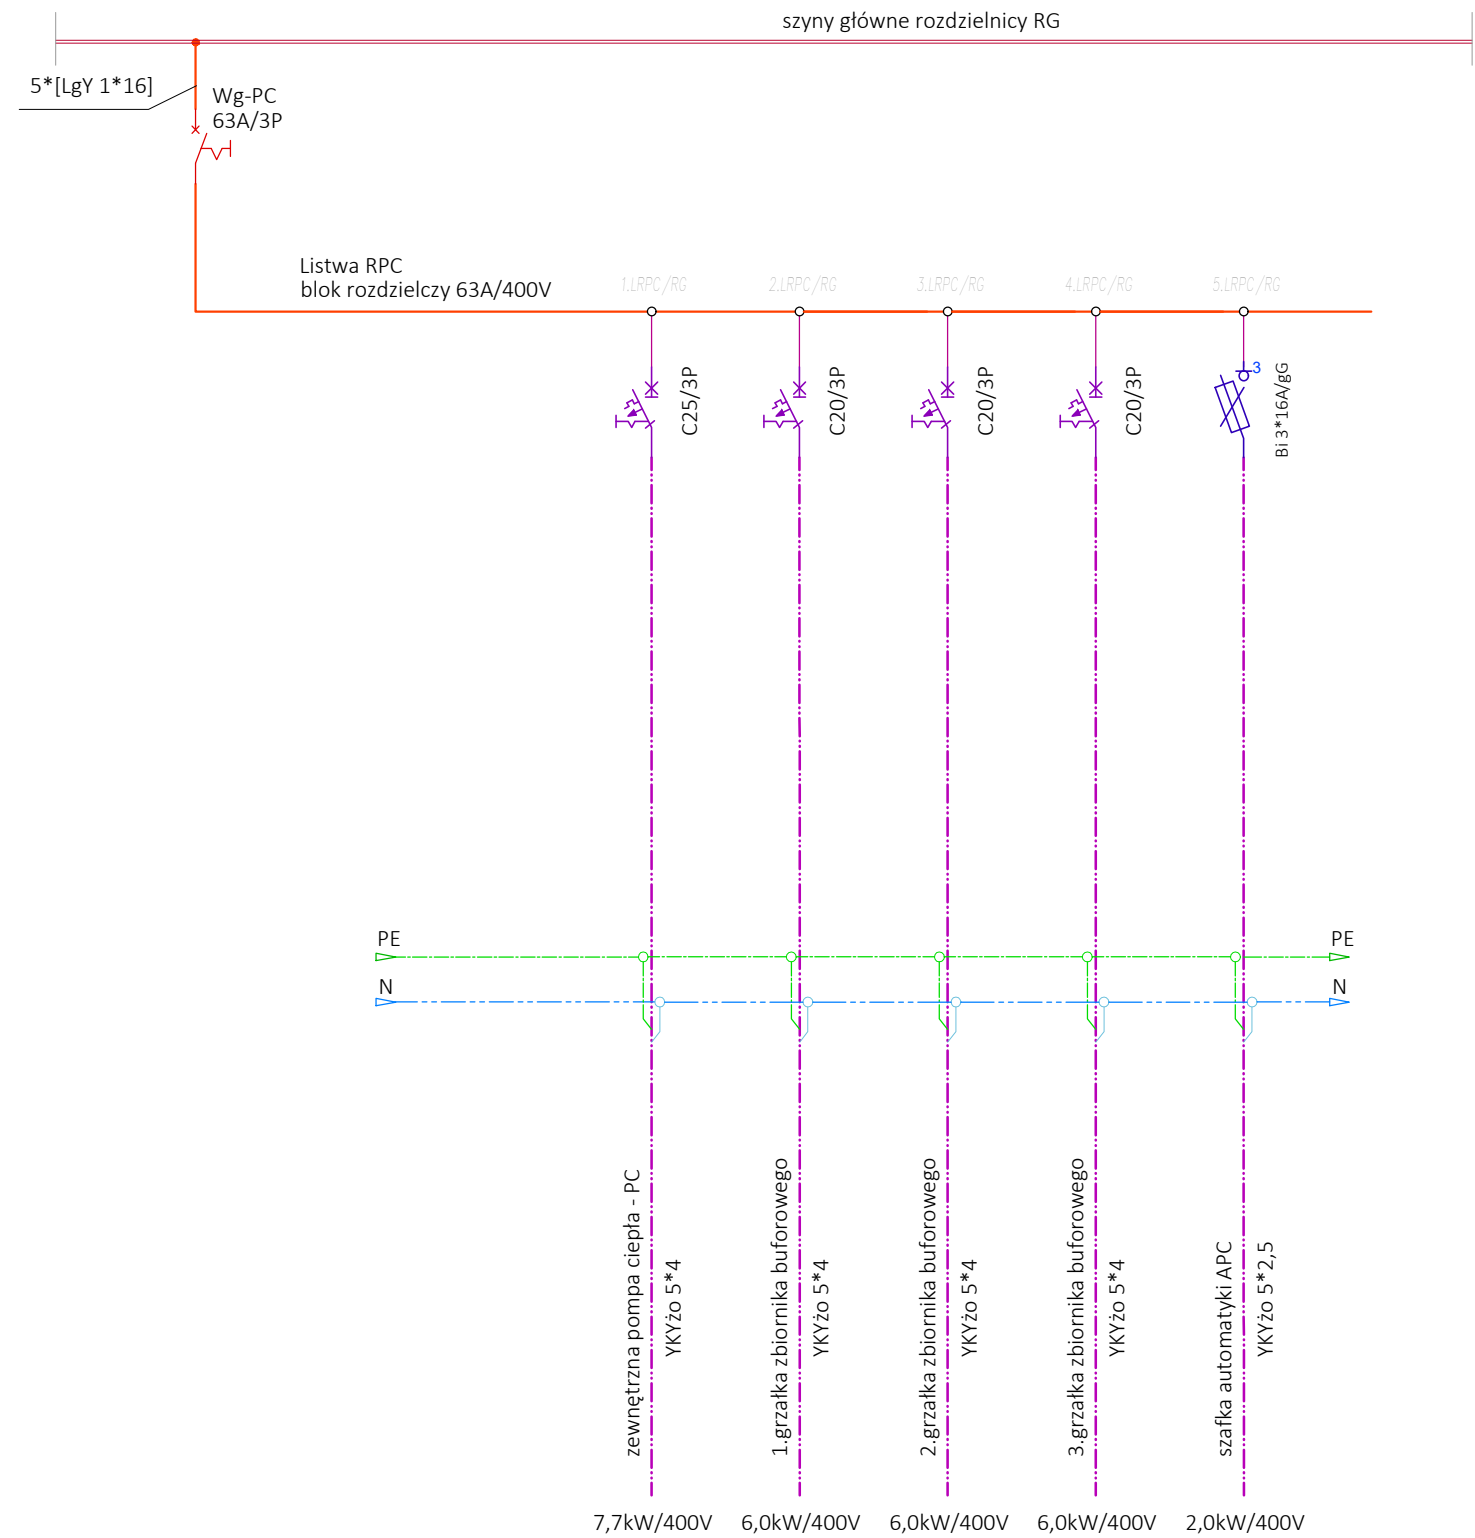 szyny główne rozdzielnicy RG
5*[LgY 1*16]
Wg-PC
63A/3P
Listwa RPC
blok rozdzielczy 63A/400V
1.LRPC/RG
2.LRPC/RG
3.LRPC/RG
4.LRPC/RG
5.LRPC/RG
C25/3P
C20/3P
C20/3P
C20/3P
3
Bi 3*16A/gG
PE
PE
N
N
zewnętrzna pompa ciepła - PC
YKYżo 5*4
1.grzałka zbiornika buforowego
YKYżo 5*4
2.grzałka zbiornika buforowego
YKYżo 5*4
3.grzałka zbiornika buforowego
YKYżo 5*4
szafka automatyki APC
YKYżo 5*2,5
7,7kW/400V
6,0kW/400V
6,0kW/400V
6,0kW/400V
2,0kW/400V